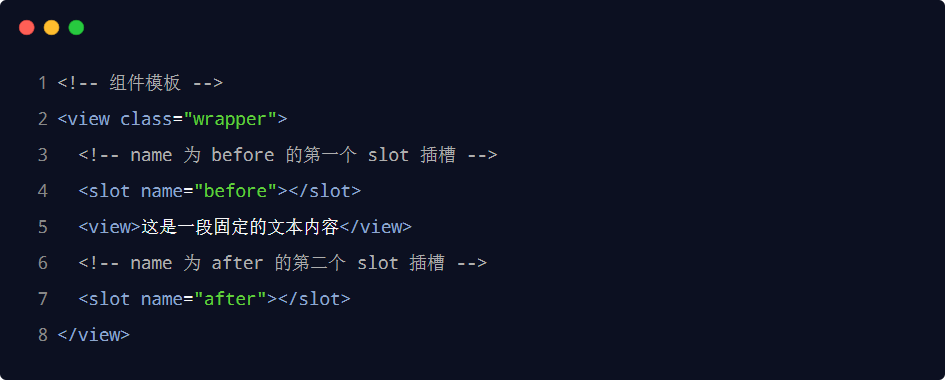 1 <!-- 组件模板 -->
2 <view class="wrapper">
3   <!-- name 为 before 的第一个 slot 插槽 -->
4   <slot name="before"></slot>
5   <view>这是一段固定的文本内容</view>
6   <!-- name 为 after 的第二个 slot 插槽 -->
7   <slot name="after"></slot>
8 </view>